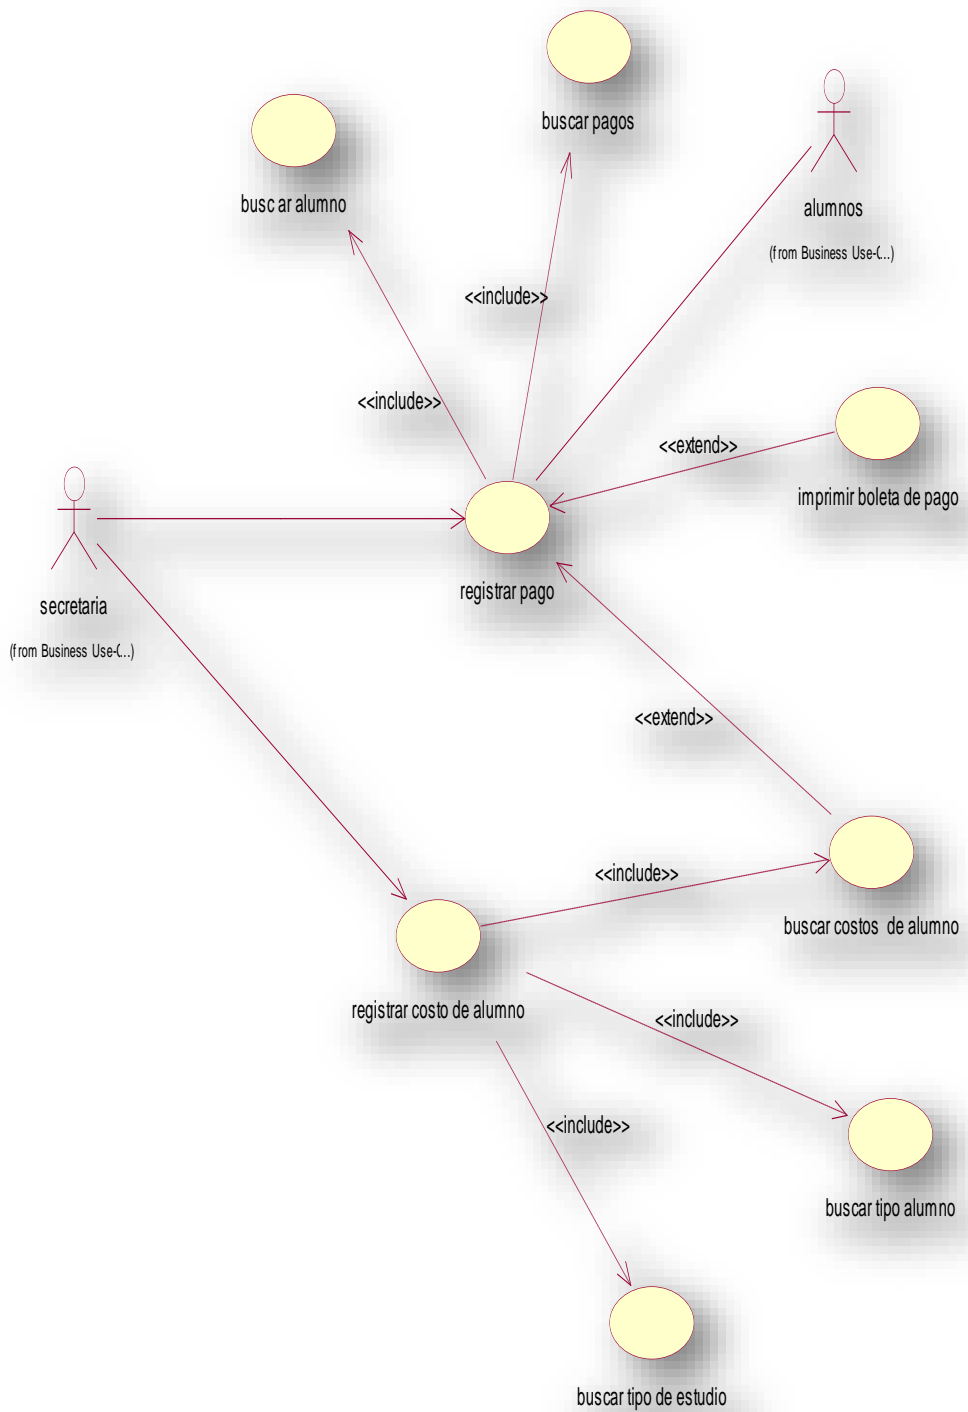 buscar pagos
busc ar alumno
alumnos
(from Business Use-C...)
<<include>>
<<include>>
<<extend>>
imprimir boleta de pago
registrar pago
secretaria
(from Business Use-C...)
<<extend>>
<<include>>
buscar costos de alumno
registrar costo de alumno
<<include>>
<<include>>
buscar tipo alumno
buscar tipo de estudio